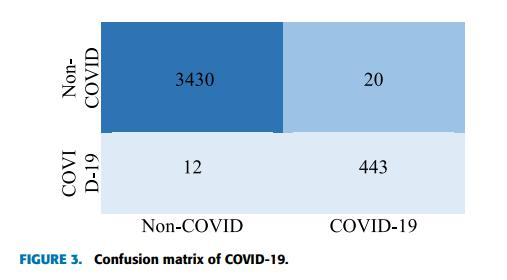 Non-
COVID
3430 20
COVI
D-19
12 443
Non-COVID COVID-19
FIGURE 3. Confusion matrix of COVID-19.